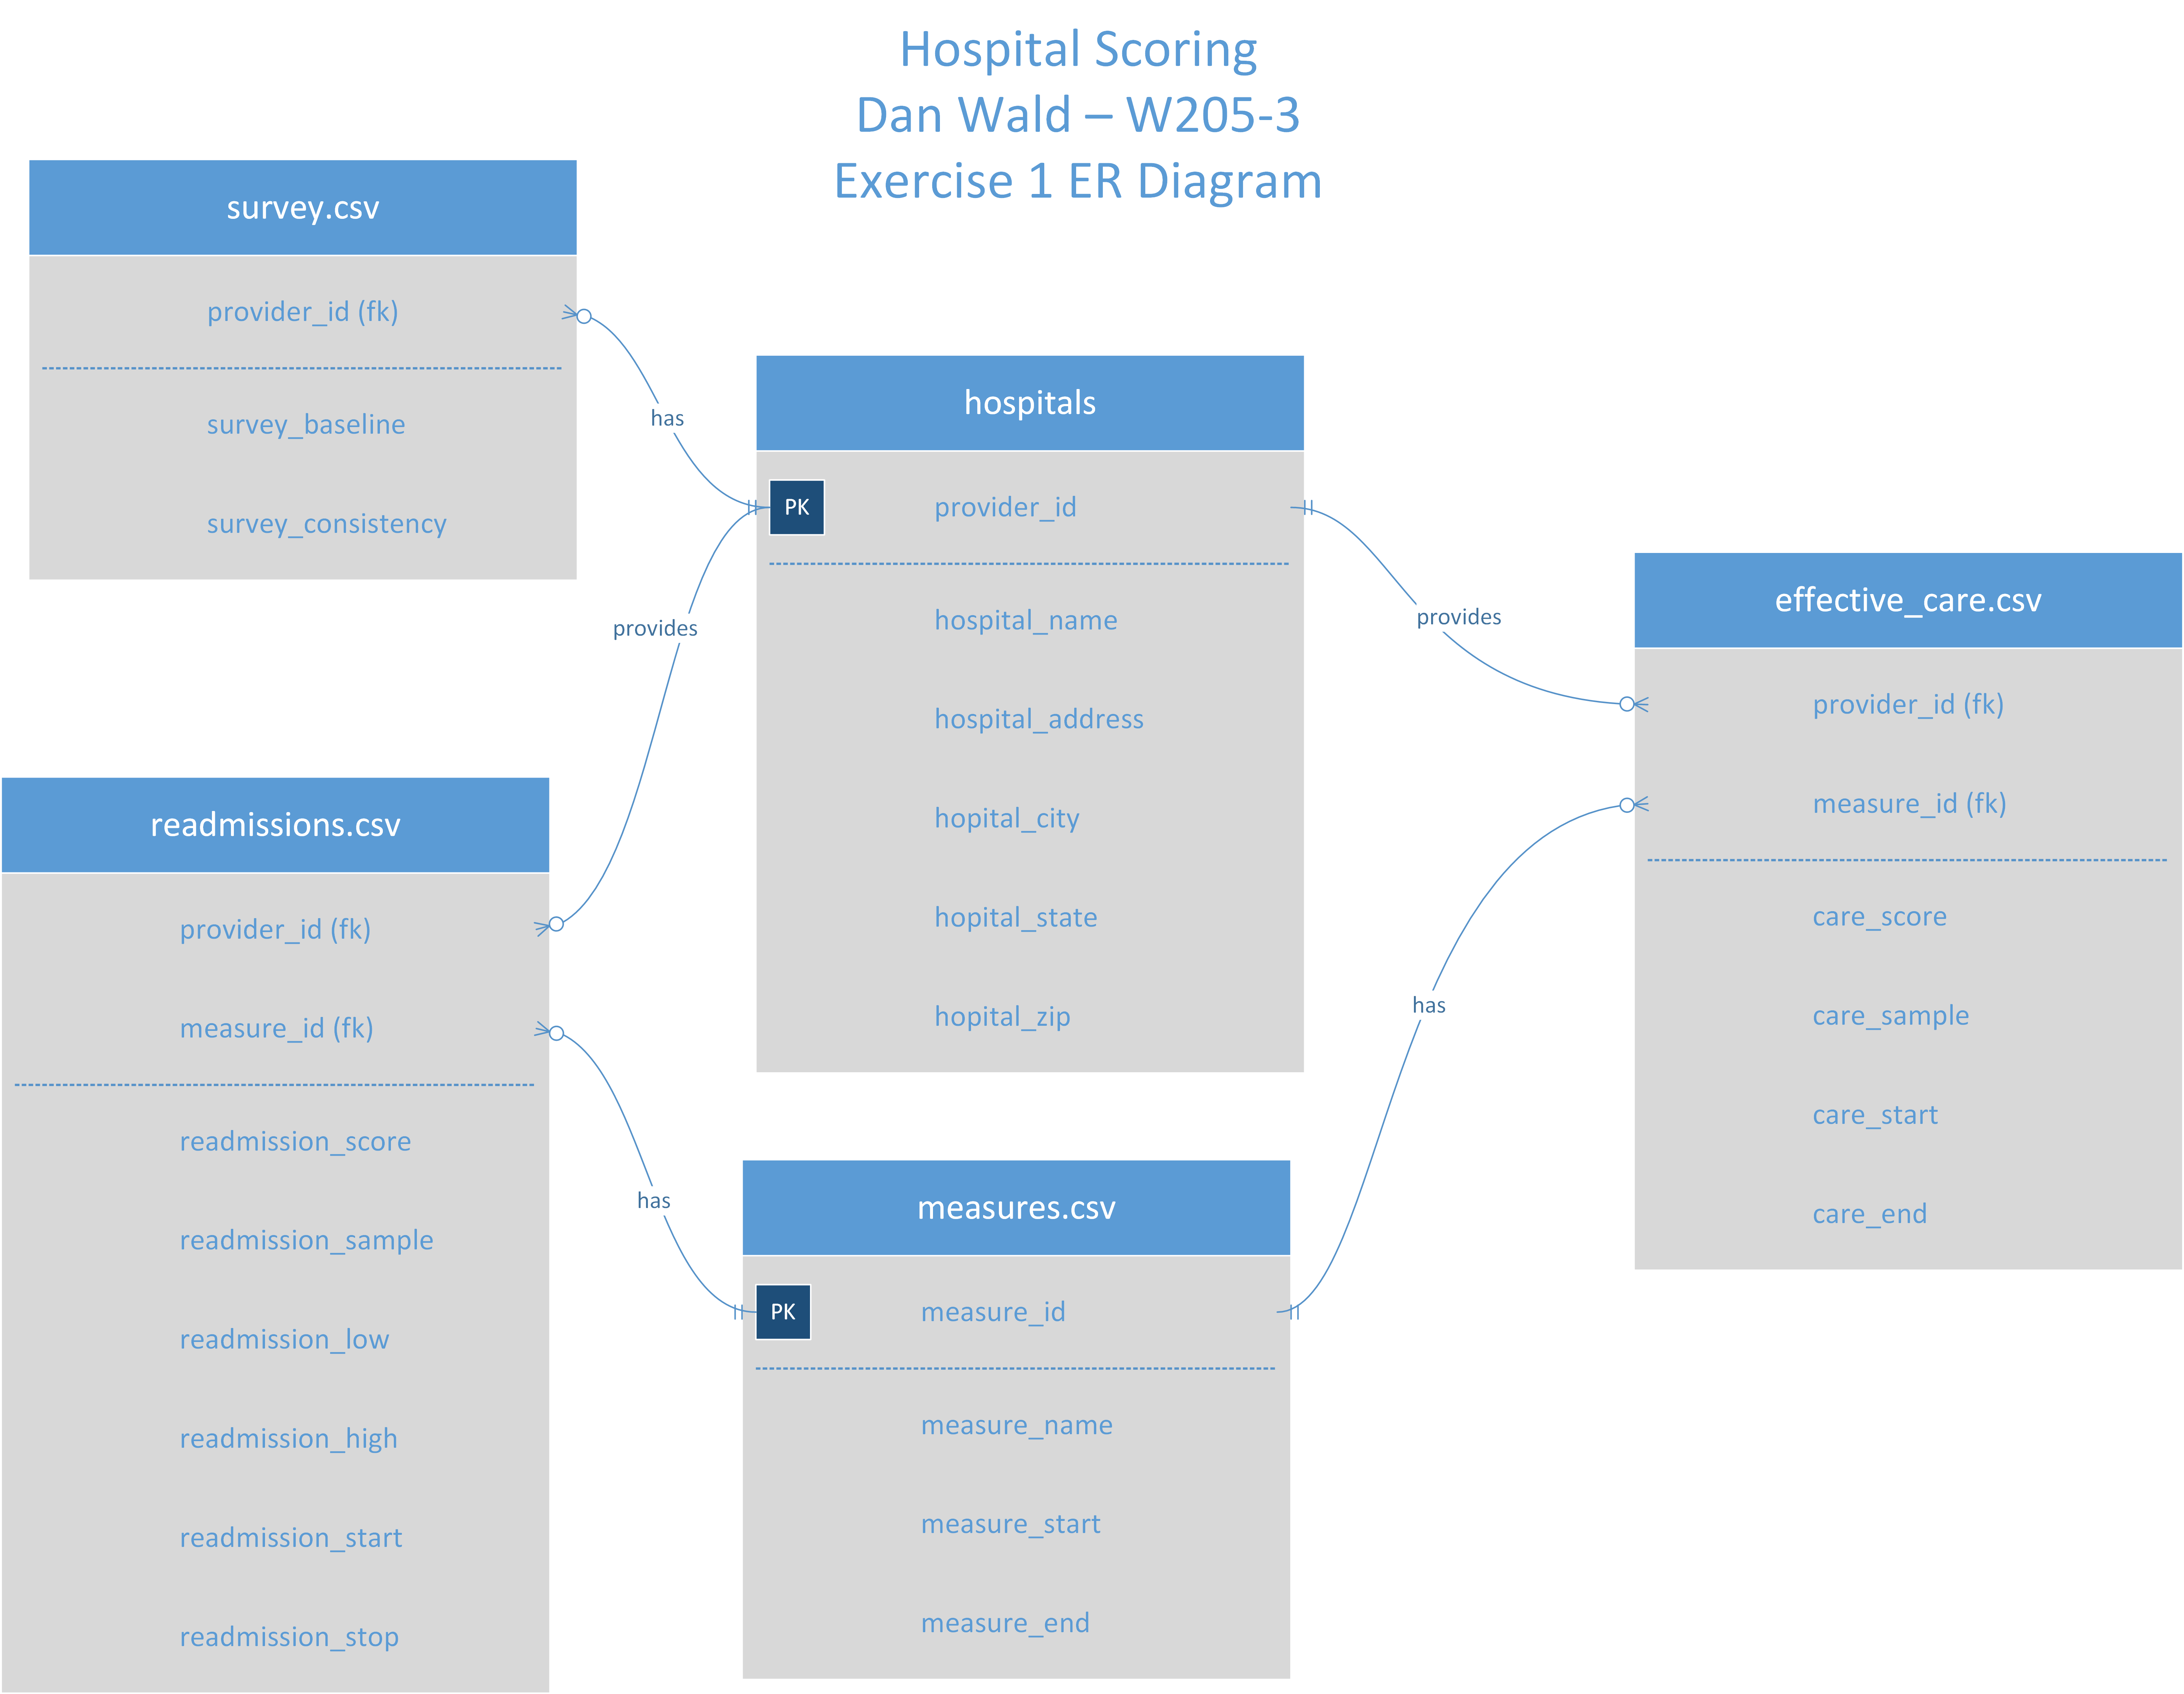 Hospital Scoring
Dan Wald – W205-3
Exercise 1 ER Diagram
survey.csv
provider_id (fk)
survey_baseline
survey_consistency
has
hospitals
PK
provider_id
hospital_name
hospital_address
hopital_city
hopital_state
hopital_zip
provides
provides
effective_care.csv
provider_id (fk)
measure_id (fk)
care_score
care_sample
care_start
care_end
has
readmissions.csv
provider_id (fk)
measure_id (fk)
readmission_score
readmission_sample
readmission_low
readmission_high
readmission_start
readmission_stop
has
measures.csv
PK
measure_id
measure_name
measure_start
measure_end